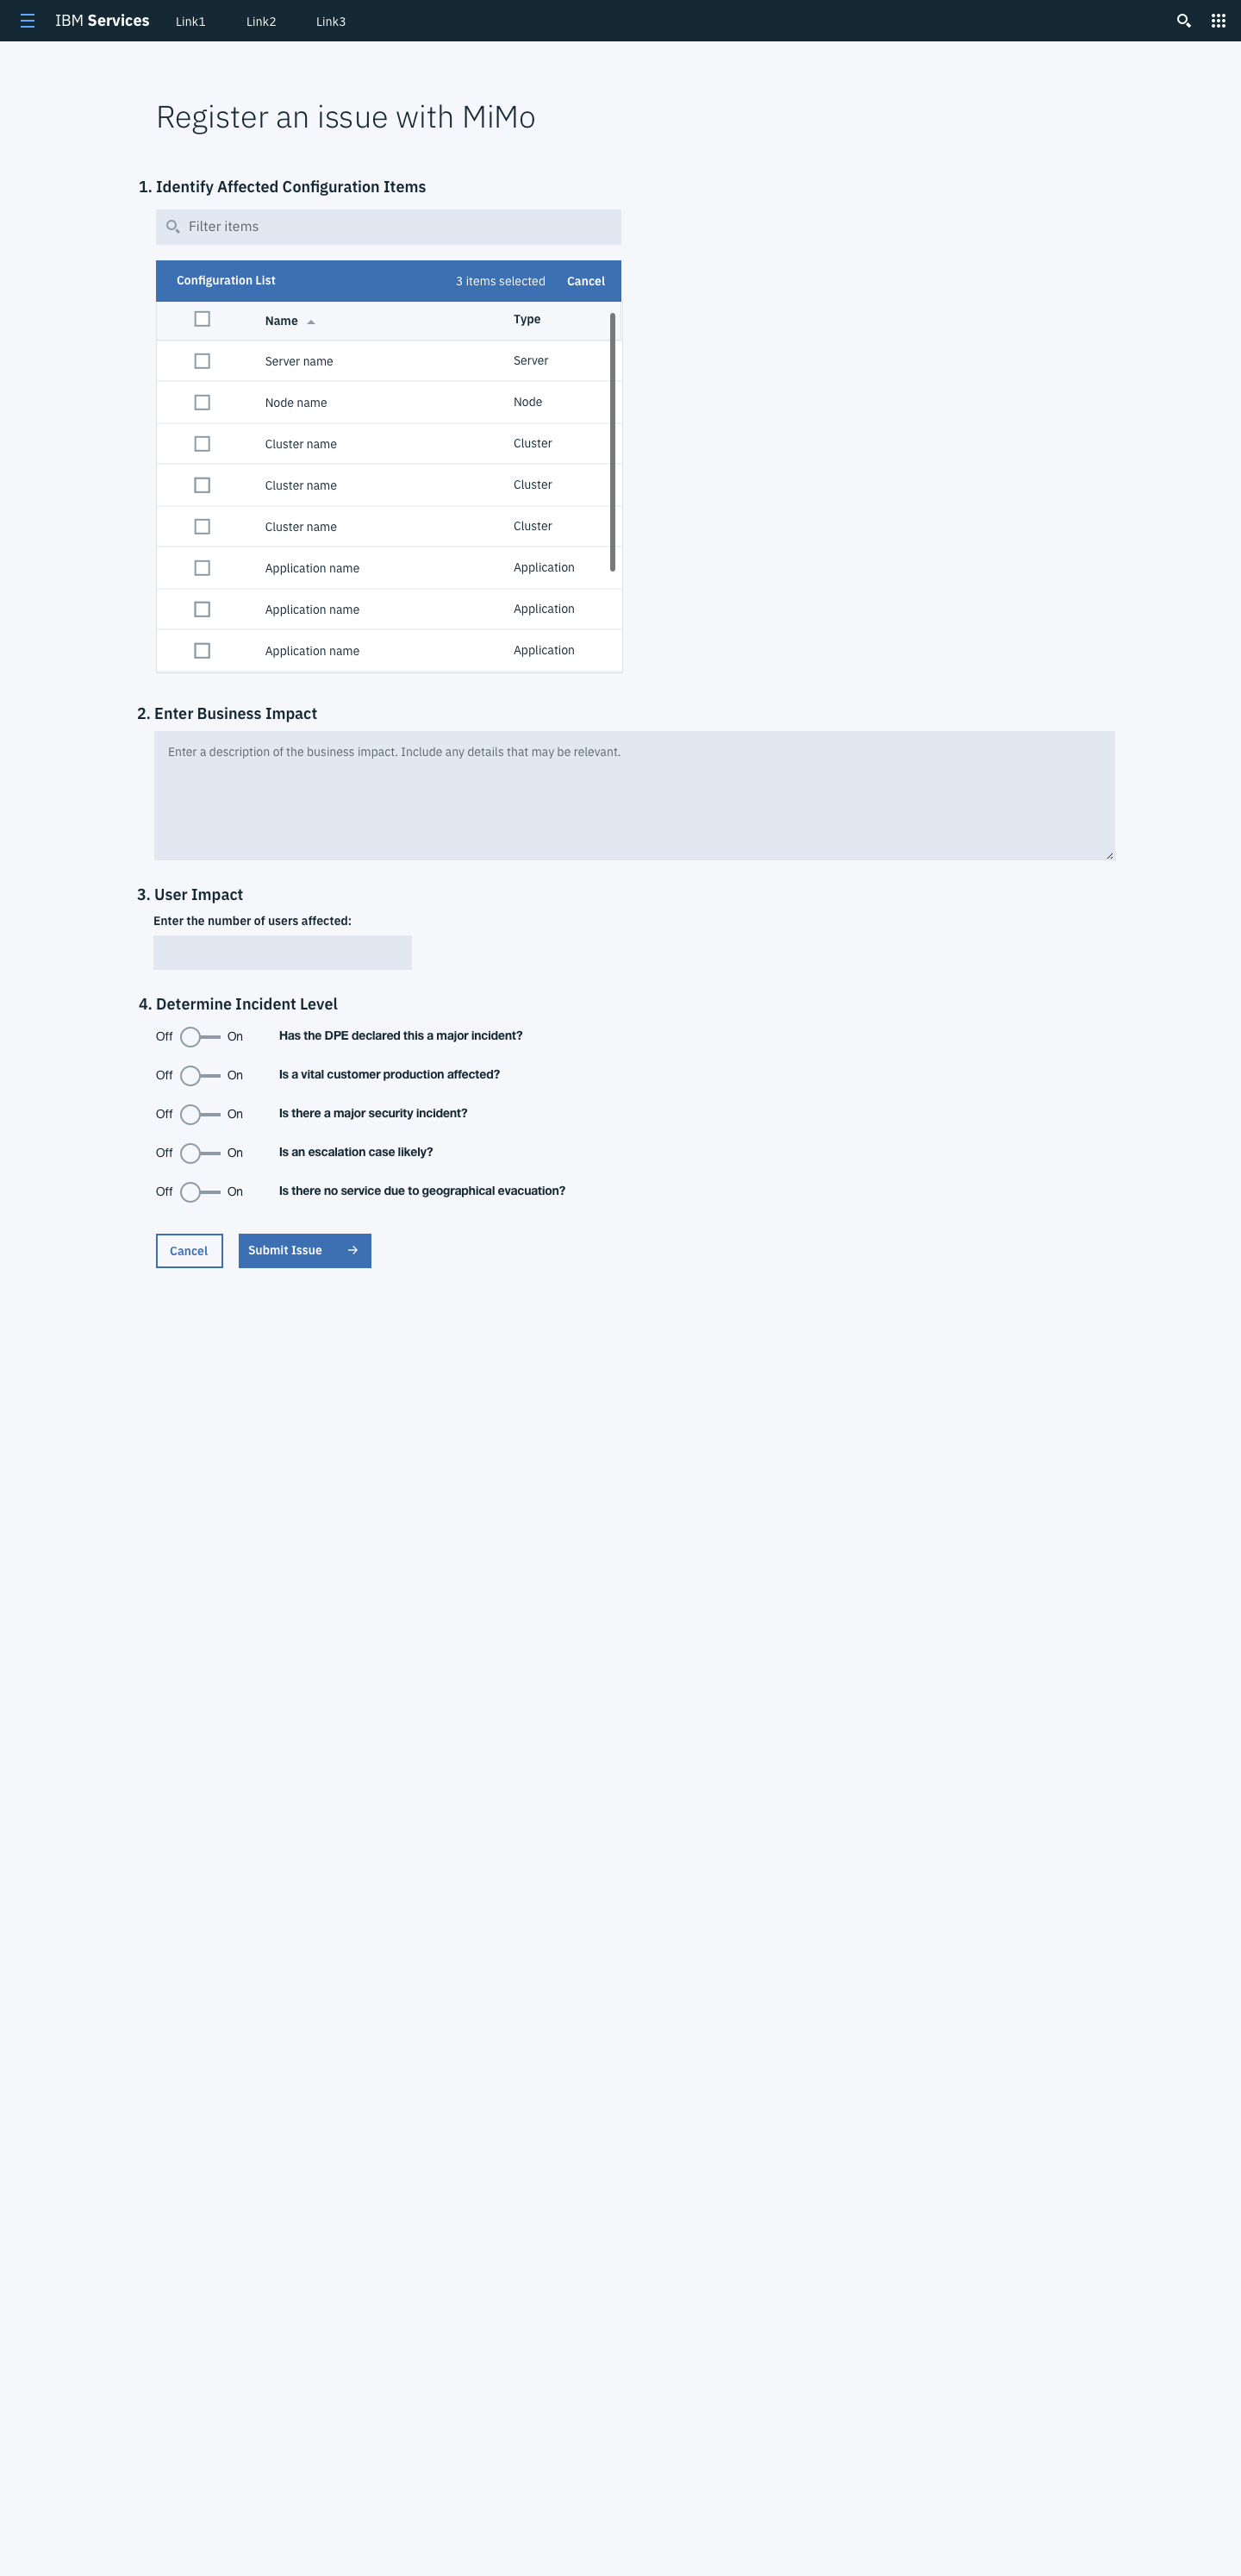 IBM Services Link1 Link2 Link3
Register an issue with MiMo
1. Identify Affected Configuration Items
Filter items
Configuration List 3 items selected Cancel
Name Type
Server name Server
Node name Node
Cluster name Cluster
Cluster name Cluster
Cluster name Cluster
Application name Application
Application name Application
Application name Application
2. Enter Business Impact
Enter a description of the business impact. Include any details that may be relevant.
3. User Impact
Enter the number of users affected:
4. Determine Incident Level
Off On Has the DPE declared this a major incident?
Off On Is a vital customer production affected?
Off On Is there a major security incident?
Off On Is an escalation case likely?
Off On Is there no service due to geographical evacuation?
Cancel Submit Issue